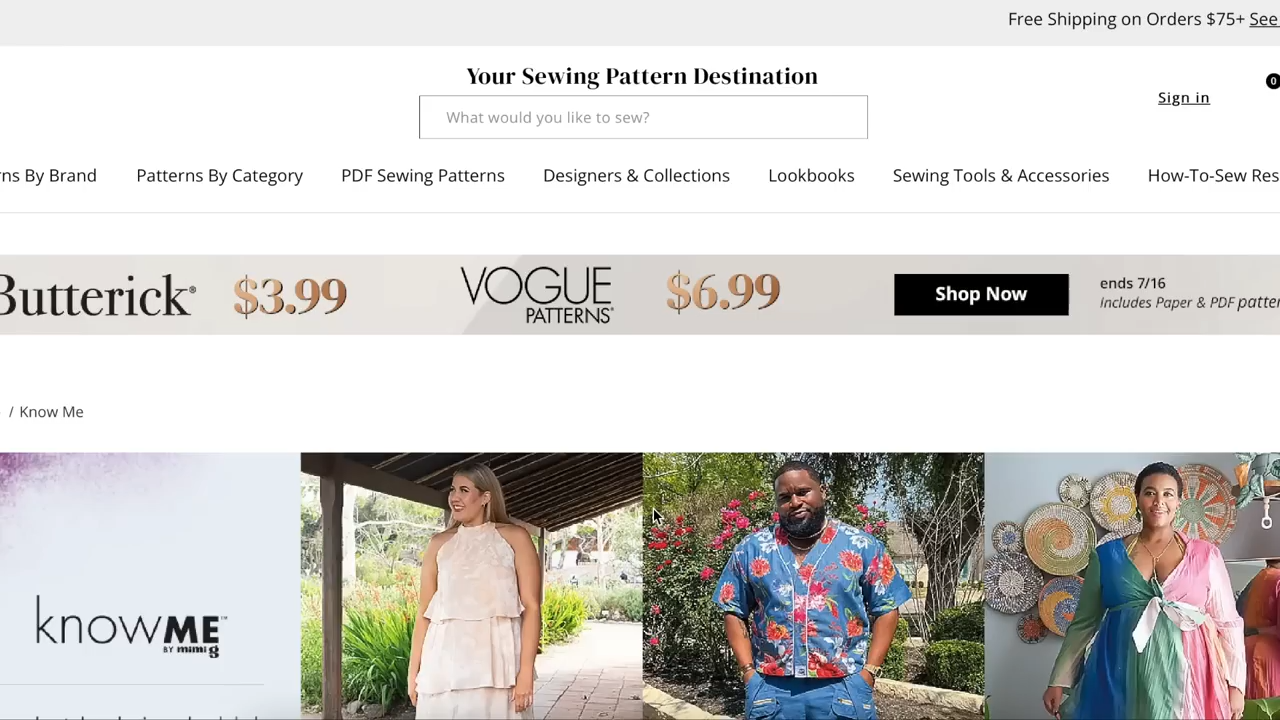 Free Shipping on Orders $75+ See
Your Sewing Pattern Destination
What would you like to sew?
Sign in
0
rns By Brand
Patterns By Category
PDF Sewing Patterns
Designers & Collections
Lookbooks
Sewing Tools & Accessories
How-To-Sew Res
Butterick®
$3.99
VOGUE
PATTERNS®
$6.99
Shop Now
ends 7/16
includes Paper & PDF patter
/ Know Me
knowME™
BY mimi g